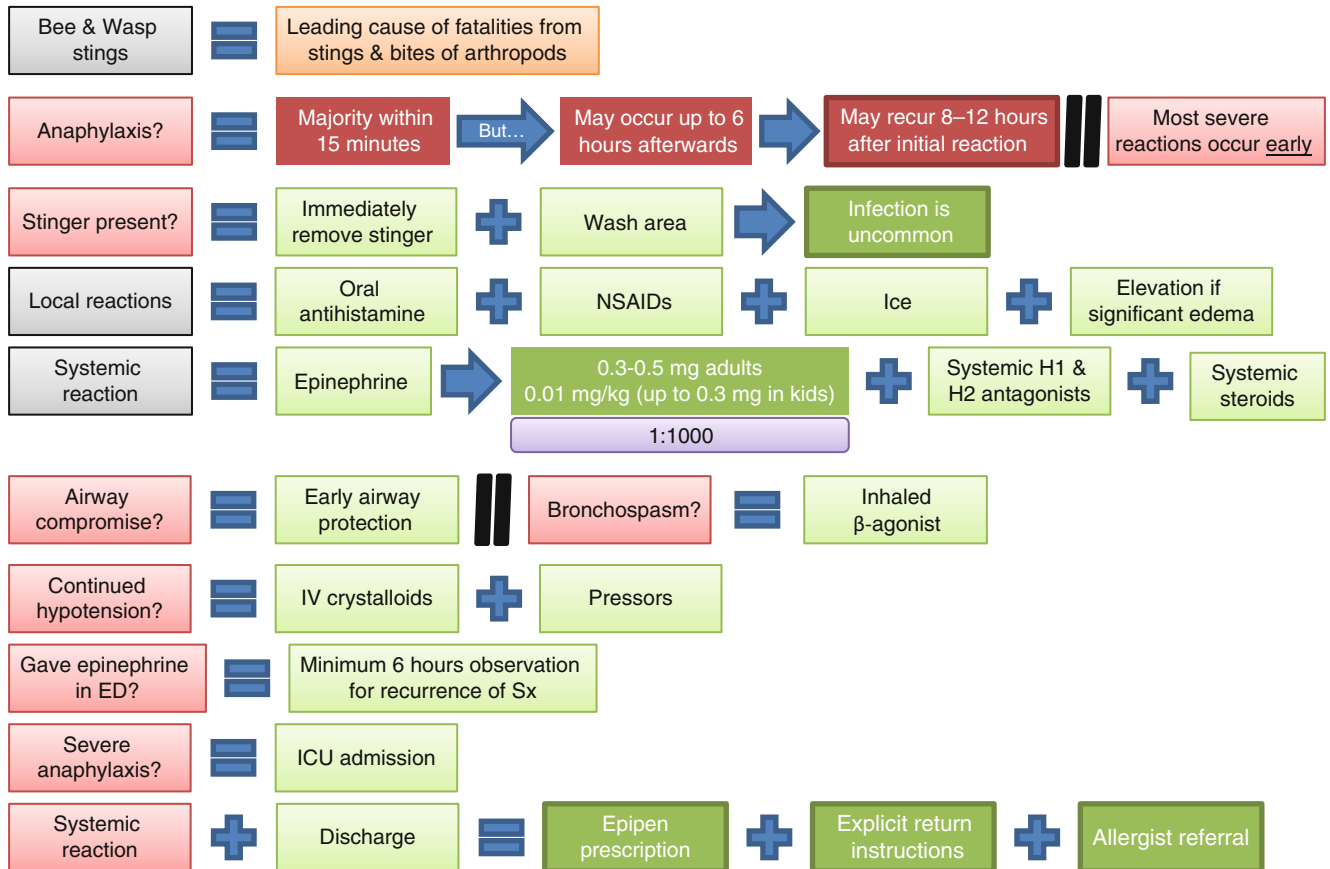 Bee & Wasp
stings
Leading cause of fatalities from
stings & bites of arthropods
Anaphylaxis?
Majority within
15 minutes
But…
May occur up to 6
hours afterwards
May recur 8–12 hours
after initial reaction
Most severe
reactions occur early
Stinger present?
Immediately
remove stinger
Wash area
Infection is
uncommon
Local reactions
Oral
antihistamine
NSAIDs
Ice
Elevation if
significant edema
Systemic
reaction
Epinephrine
0.3-0.5 mg adults
0.01 mg/kg (up to 0.3 mg in kids)
1:1000
Systemic H1 &
H2 antagonists
Systemic
steroids
Airway
compromise?
Early airway
protection
Bronchospasm?
Inhaled
β-agonist
Continued
hypotension?
IV crystalloids
Pressors
Gave epinephrine
in ED?
Minimum 6 hours observation
for recurrence of Sx
Severe
anaphylaxis?
ICU admission
Systemic
reaction
Discharge
Epipen
prescription
Explicit return
instructions
Allergist referral